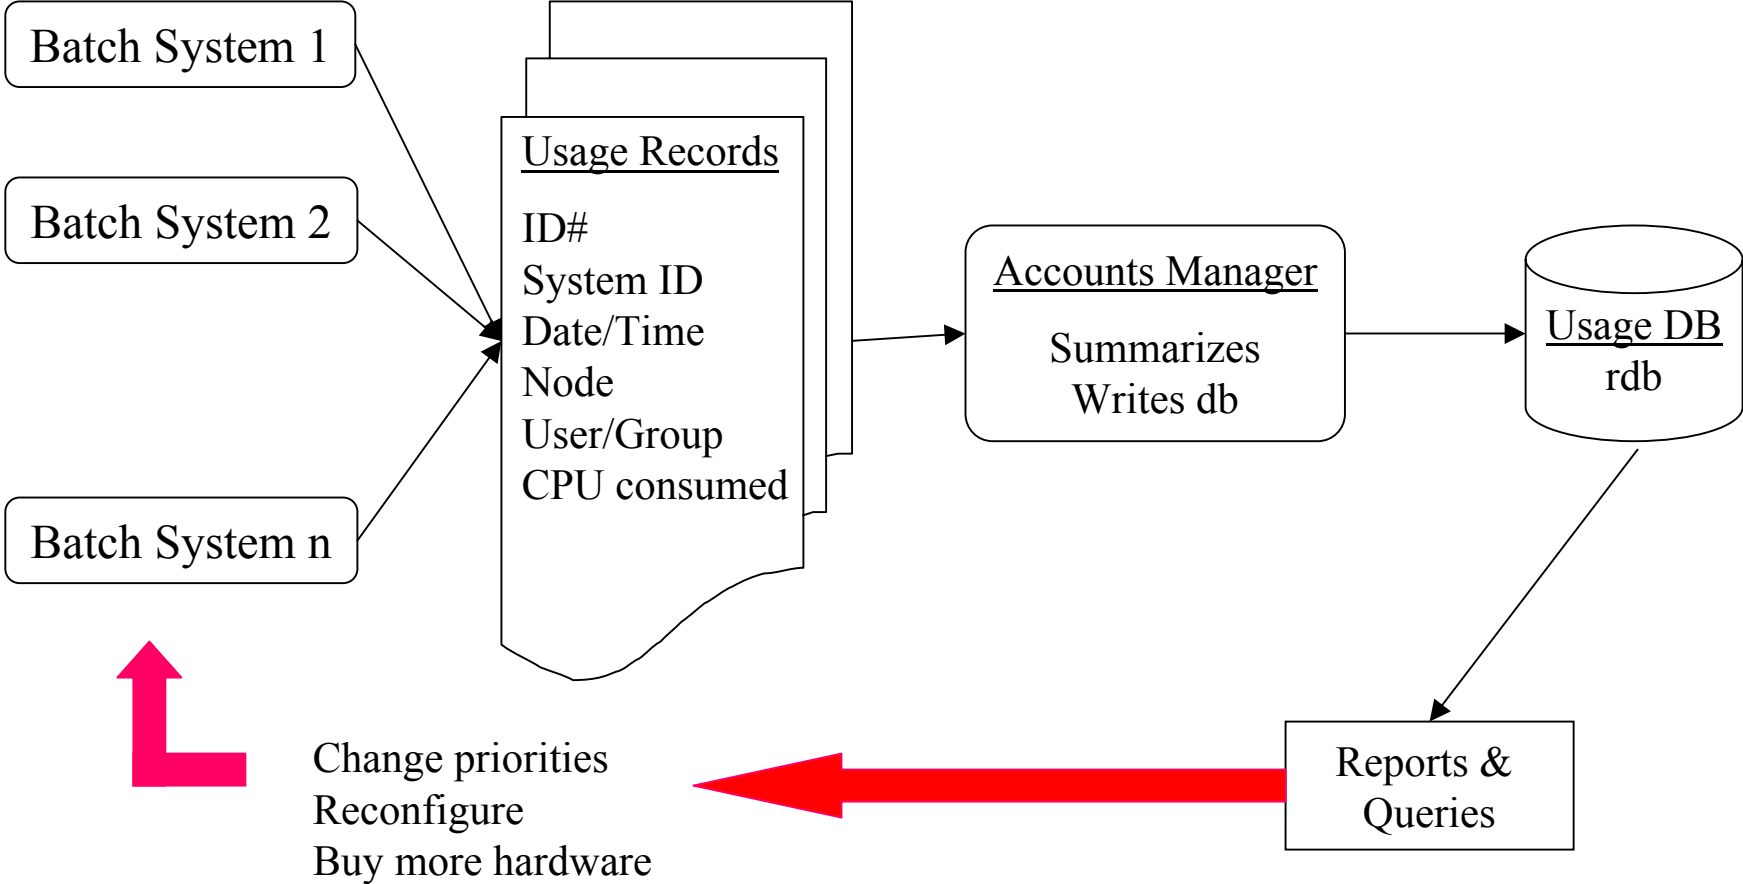 Batch System 1
Batch System 2
Batch System n
Usage Records
ID#
System ID
Date/Time
Node
User/Group
CPU consumed
Accounts Manager
Summarizes
Writes db
Usage DB
rdb
Reports &
Queries
Change priorities
Reconfigure
Buy more hardware